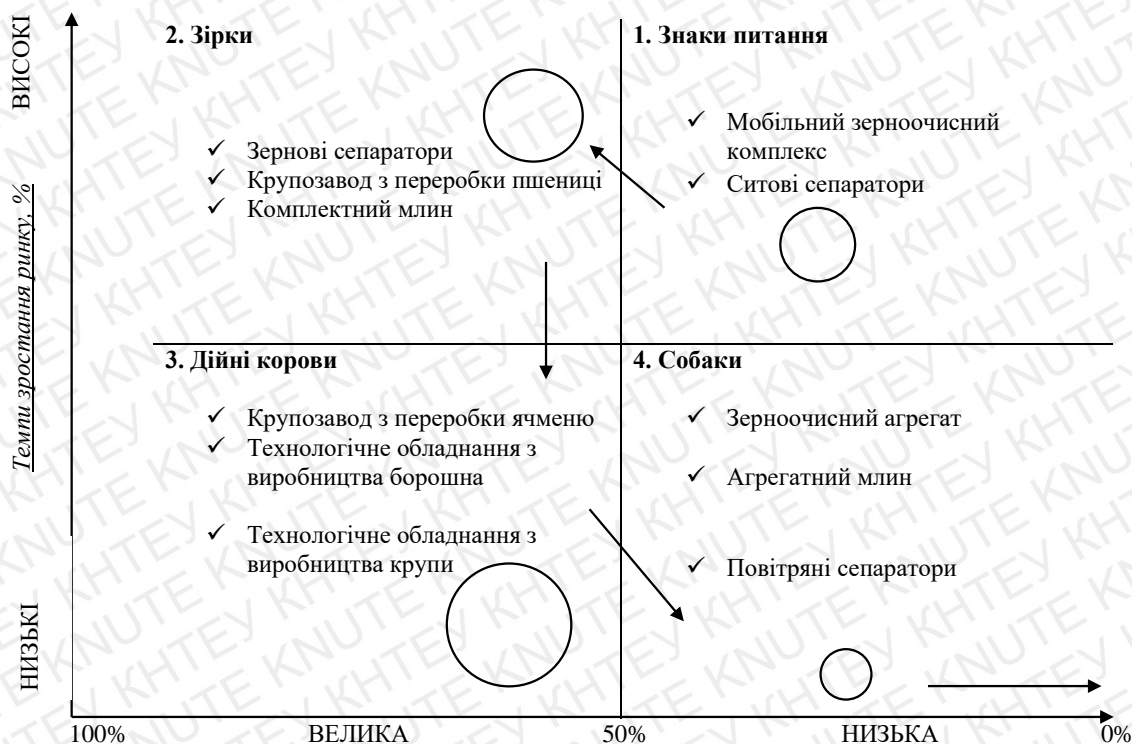 ВИСОКІ
Темпи зростання ринку, %
НИЗЬКІ
2. Зірки
✓ Зернові сепаратори
✓ Крупозавод з переробки пшениці
✓ Комплектний млин
1. Знаки питання
✓ Мобільний зерноочисний
комплекс
✓ Ситові сепаратори
3. Дійні корови
✓ Крупозавод з переробки ячменю
✓ Технологічне обладнання з
виробництва борошна
✓ Технологічне обладнання з
виробництва крупи
4. Собаки
✓ Зерноочисний агрегат
✓ Агрегатний млин
✓ Повітряні сепаратори
100% ВЕЛИКА 50% НИЗЬКА 0%